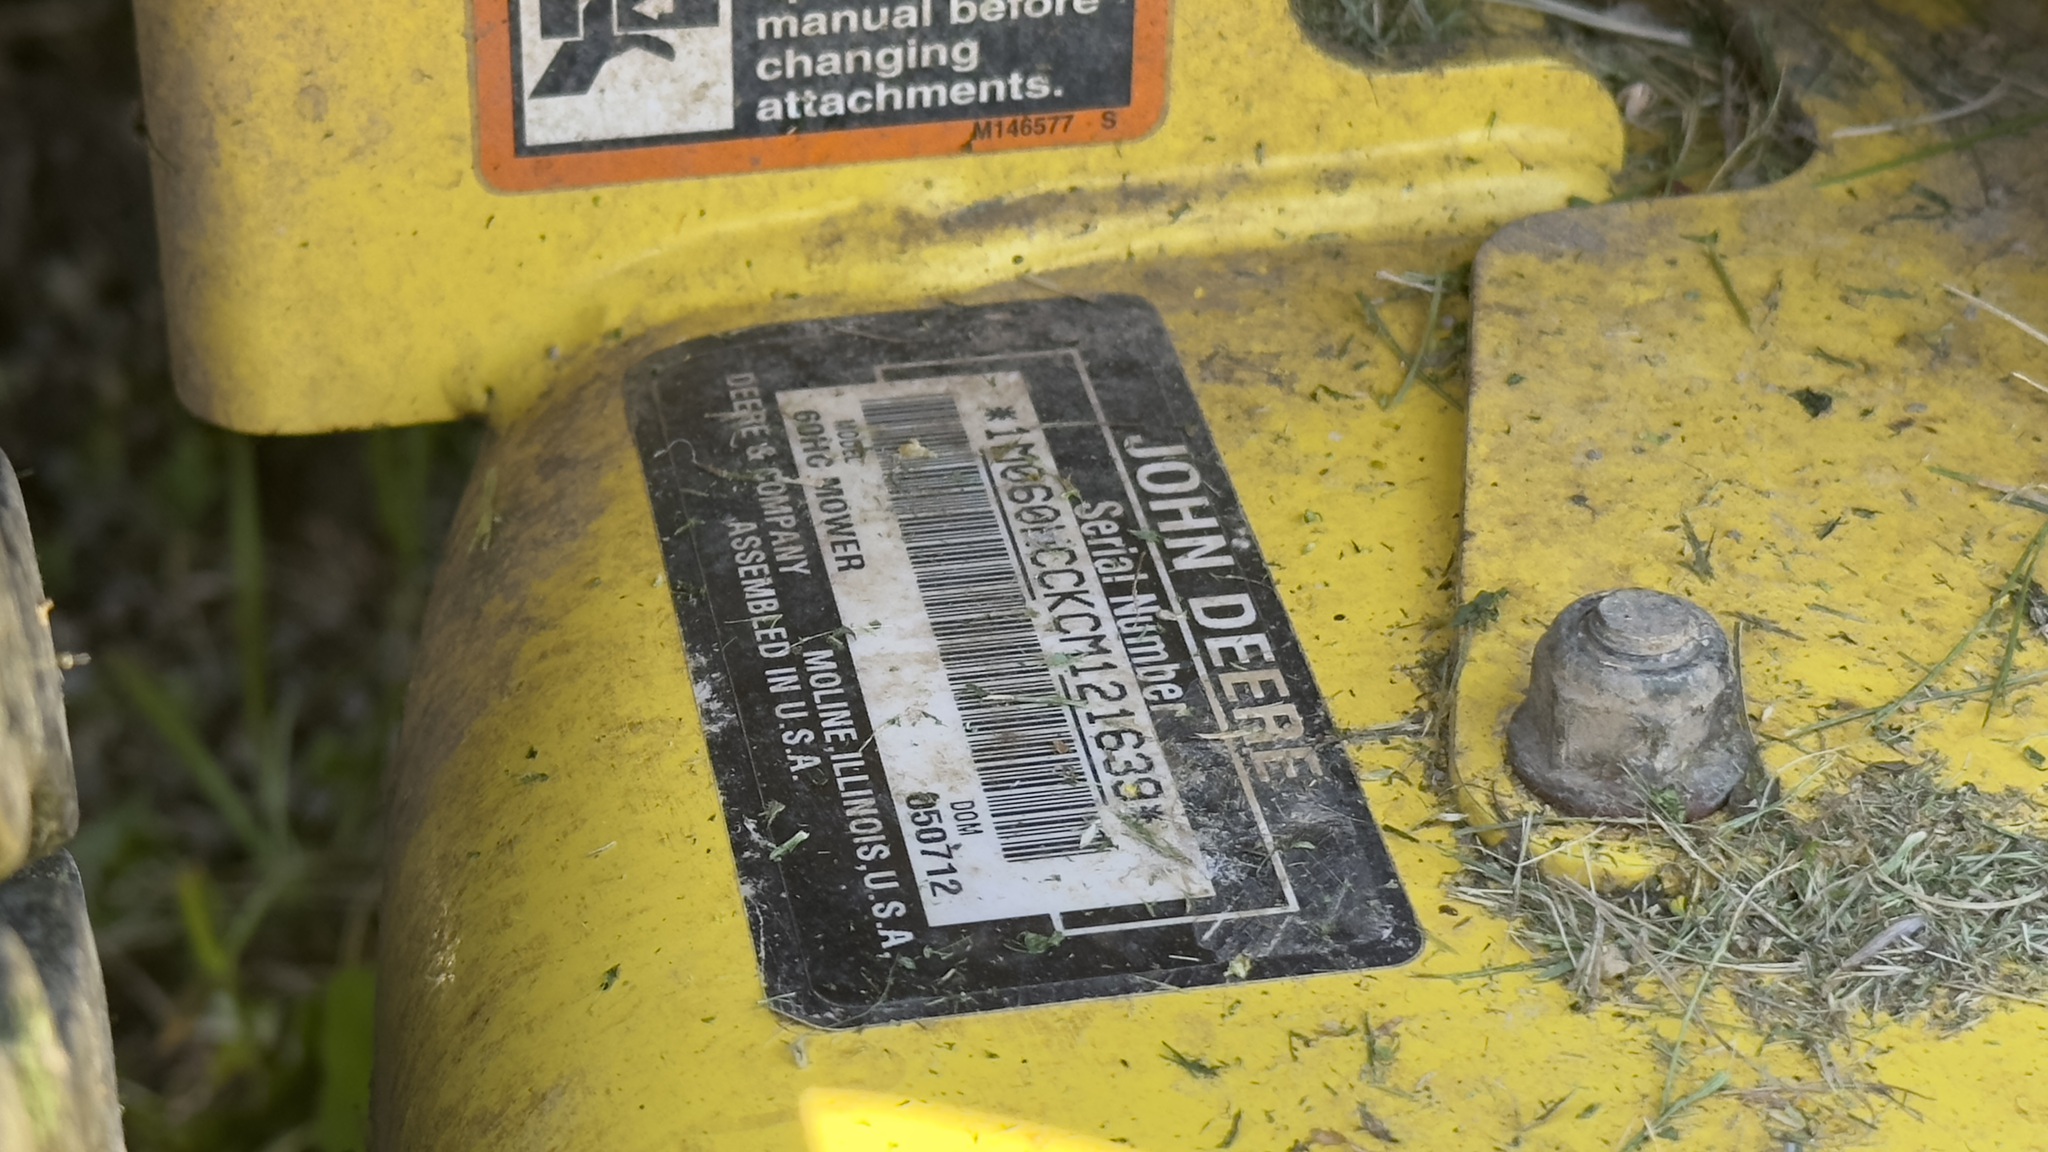 manual before
changing
attachments.
M146577 S
JOHN DEERE
Serial Number
MODEL
60HC MOWER
DOM
050712
DEERE & COMPANY MOLINE, ILLINOIS, U.S.A,
ASSEMBLED IN U.S.A.